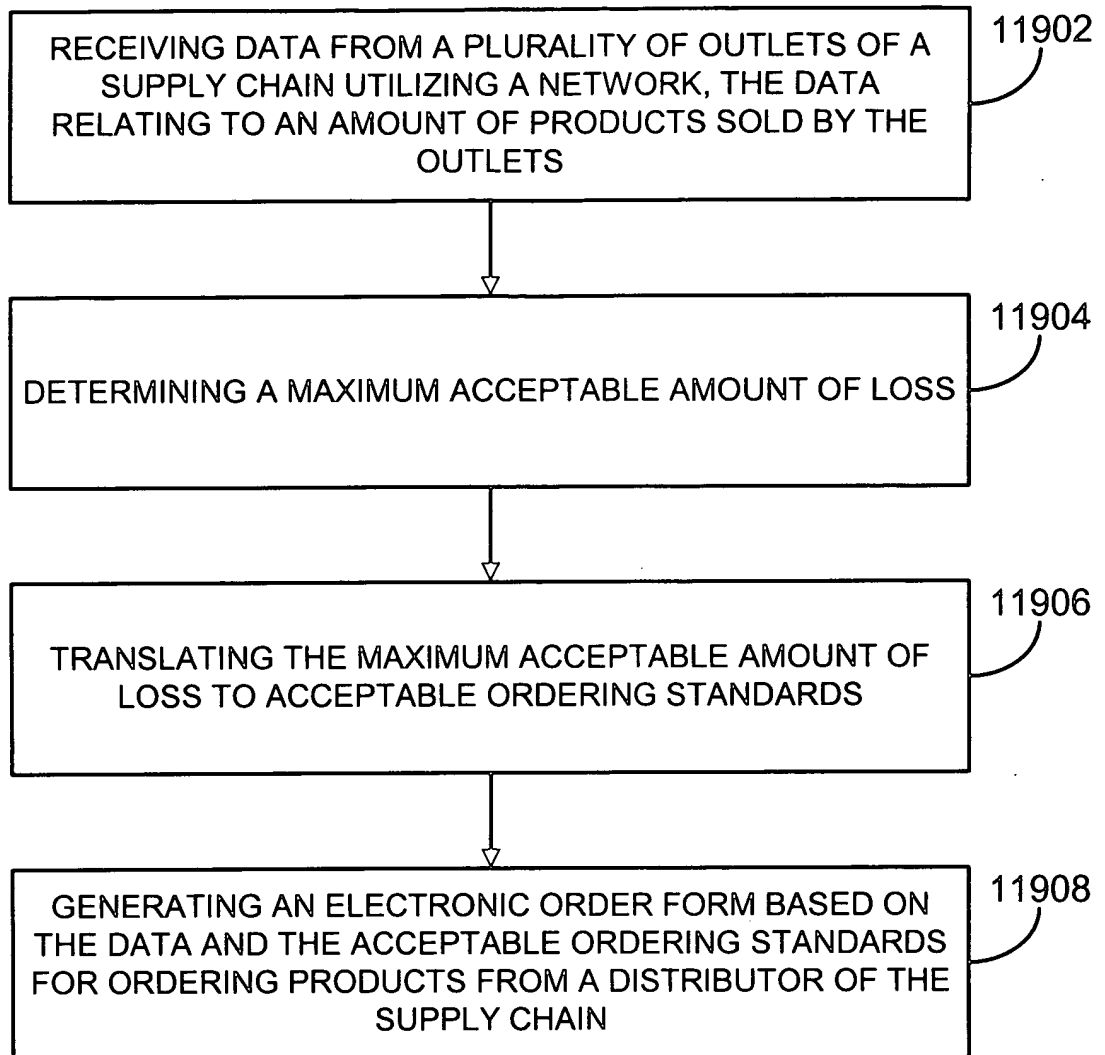 RECEIVING DATA FROM A PLURALITY OF OUTLETS OF A
SUPPLY CHAIN UTILIZING A NETWORK, THE DATA
RELATING TO AN AMOUNT OF PRODUCTS SOLD BY THE
OUTLETS
11902
DETERMINING A MAXIMUM ACCEPTABLE AMOUNT OF LOSS
11904
TRANSLATING THE MAXIMUM ACCEPTABLE AMOUNT OF
LOSS TO ACCEPTABLE ORDERING STANDARDS
11906
GENERATING AN ELECTRONIC ORDER FORM BASED ON
THE DATA AND THE ACCEPTABLE ORDERING STANDARDS
FOR ORDERING PRODUCTS FROM A DISTRIBUTOR OF THE
SUPPLY CHAIN
11908